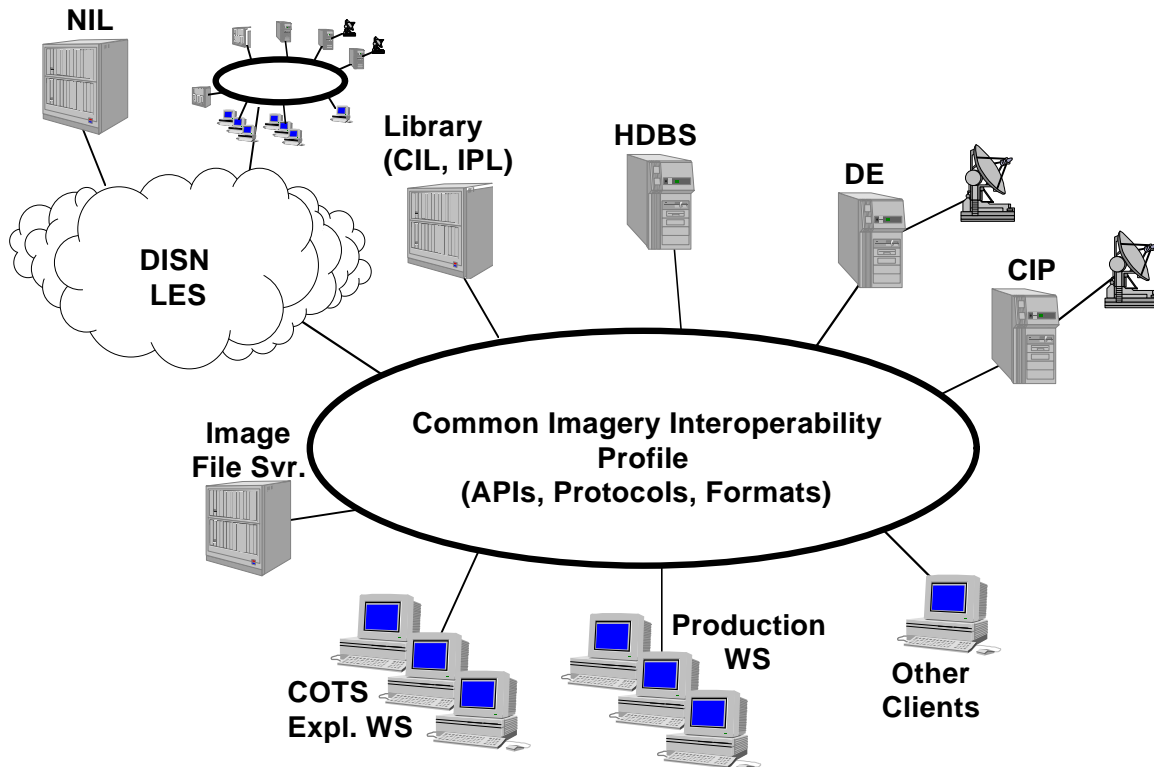 NIL
Library
(CIL, IPL)
HDBS
DE
CIP
DISN
LES
Common Imagery Interoperability
Profile
(APIs, Protocols, Formats)
Image
File Svr.
COTS
Expl. WS
Production
WS
Other
Clients